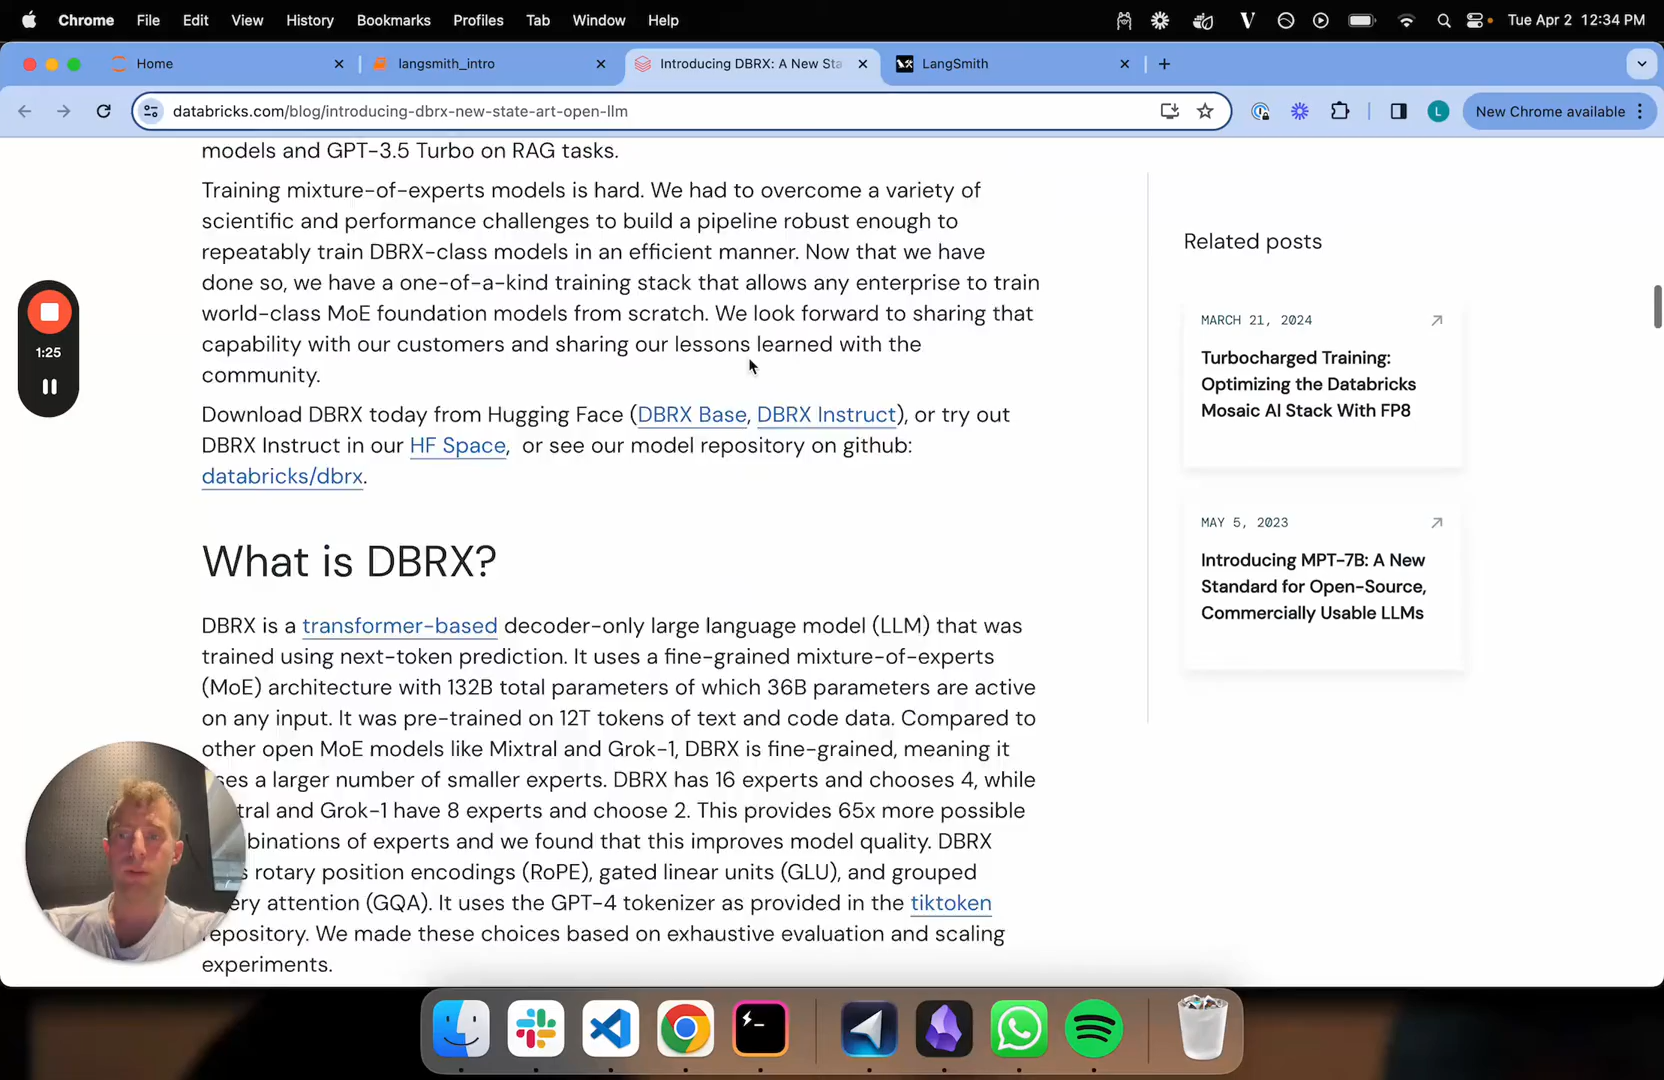 Chrome File Edit View History Bookmarks Profiles Tab Window Help
Tue Apr 2 12:34 PM
Home
langsmith_intro
Introducing DBRX: A New Sta
LangSmith
databricks.com/blog/introducing-dbrx-new-state-art-open-llm
L
New Chrome available
models and GPT-3.5 Turbo on RAG tasks.
Training mixture-of-experts models is hard. We had to overcome a variety of
scientific and performance challenges to build a pipeline robust enough to
repeatably train DBRX-class models in an efficient manner. Now that we have
done so, we have a one-of-a-kind training stack that allows any enterprise to train
world-class MoE foundation models from scratch. We look forward to sharing that
capability with our customers and sharing our lessons learned with the
community.
Download DBRX today from Hugging Face (DBRX Base, DBRX Instruct), or try out
DBRX Instruct in our HF Space, or see our model repository on github:
databricks/dbrx.
What is DBRX?
DBRX is a transformer-based decoder-only large language model (LLM) that was
trained using next-token prediction. It uses a fine-grained mixture-of-experts
(MoE) architecture with 132B total parameters of which 36B parameters are active
on any input. It was pre-trained on 12T tokens of text and code data. Compared to
other open MoE models like Mixtral and Grok-1, DBRX is fine-grained, meaning it
ses a larger number of smaller experts. DBRX has 16 experts and chooses 4, while
tral and Grok-1 have 8 experts and choose 2. This provides 65x more possible
binations of experts and we found that this improves model quality. DBRX
s rotary position encodings (RoPE), gated linear units (GLU), and grouped
ery attention (GQA). It uses the GPT-4 tokenizer as provided in the tiktoken
repository. We made these choices based on exhaustive evaluation and scaling
experiments.
Related posts
MARCH 21, 2024
Turbocharged Training:
Optimizing the Databricks
Mosaic AI Stack With FP8
MAY 5, 2023
Introducing MPT-7B: A New
Standard for Open-Source,
Commercially Usable LLMs
1:25